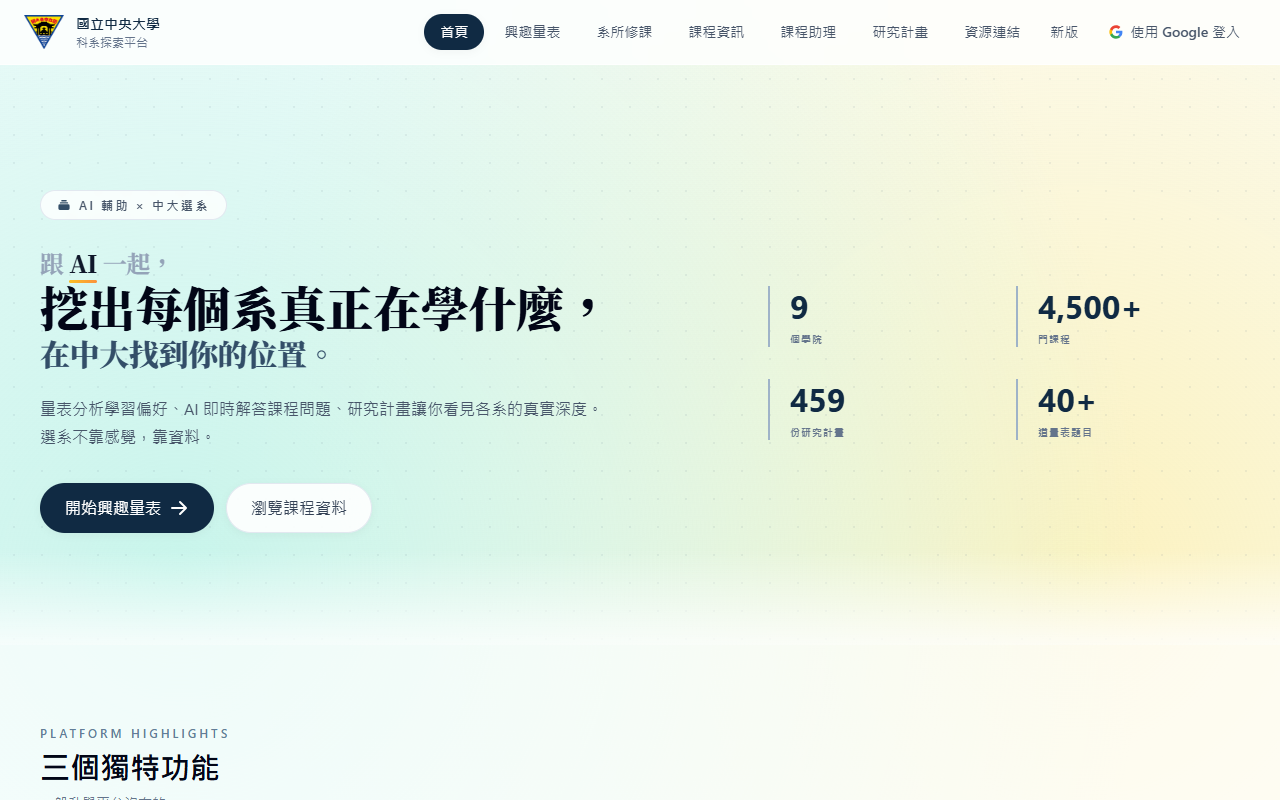 國立中央大學
科系探索平台
首頁
興趣量表
系所修課
課程資訊
課程助理
研究計畫
資源連結
新版
使用 Google 登入
AI 輔助 × 中大選系
跟 AI 一起，
挖出每個系真正在學什麼，
在中大找到你的位置。
量表分析學習偏好、AI 即時解答課程問題、研究計畫讓你看見各系的真實深度。
選系不靠感覺，靠資料。
開始興趣量表
瀏覽課程資料
9
個學院
4,500+
門課程
459
份研究計畫
40+
道量表題目
PLATFORM HIGHLIGHTS
三個獨特功能